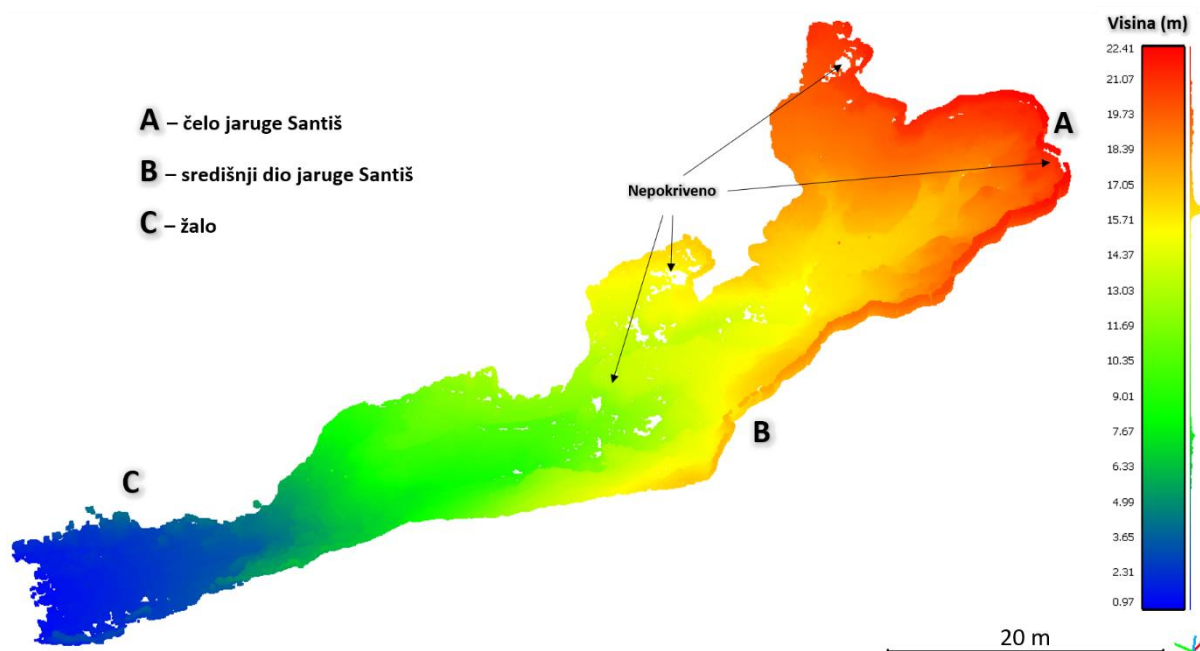 A – čelo jaruge Santiš
B – središnji dio jaruge Santiš
C – žalo
Nepokriveno
A
B
C
Visina (m)
22.41
21.07
19.73
18.39
17.05
15.71
14.37
13.03
11.69
10.35
9.01
7.67
6.33
4.99
3.65
2.31
0.97
20 m